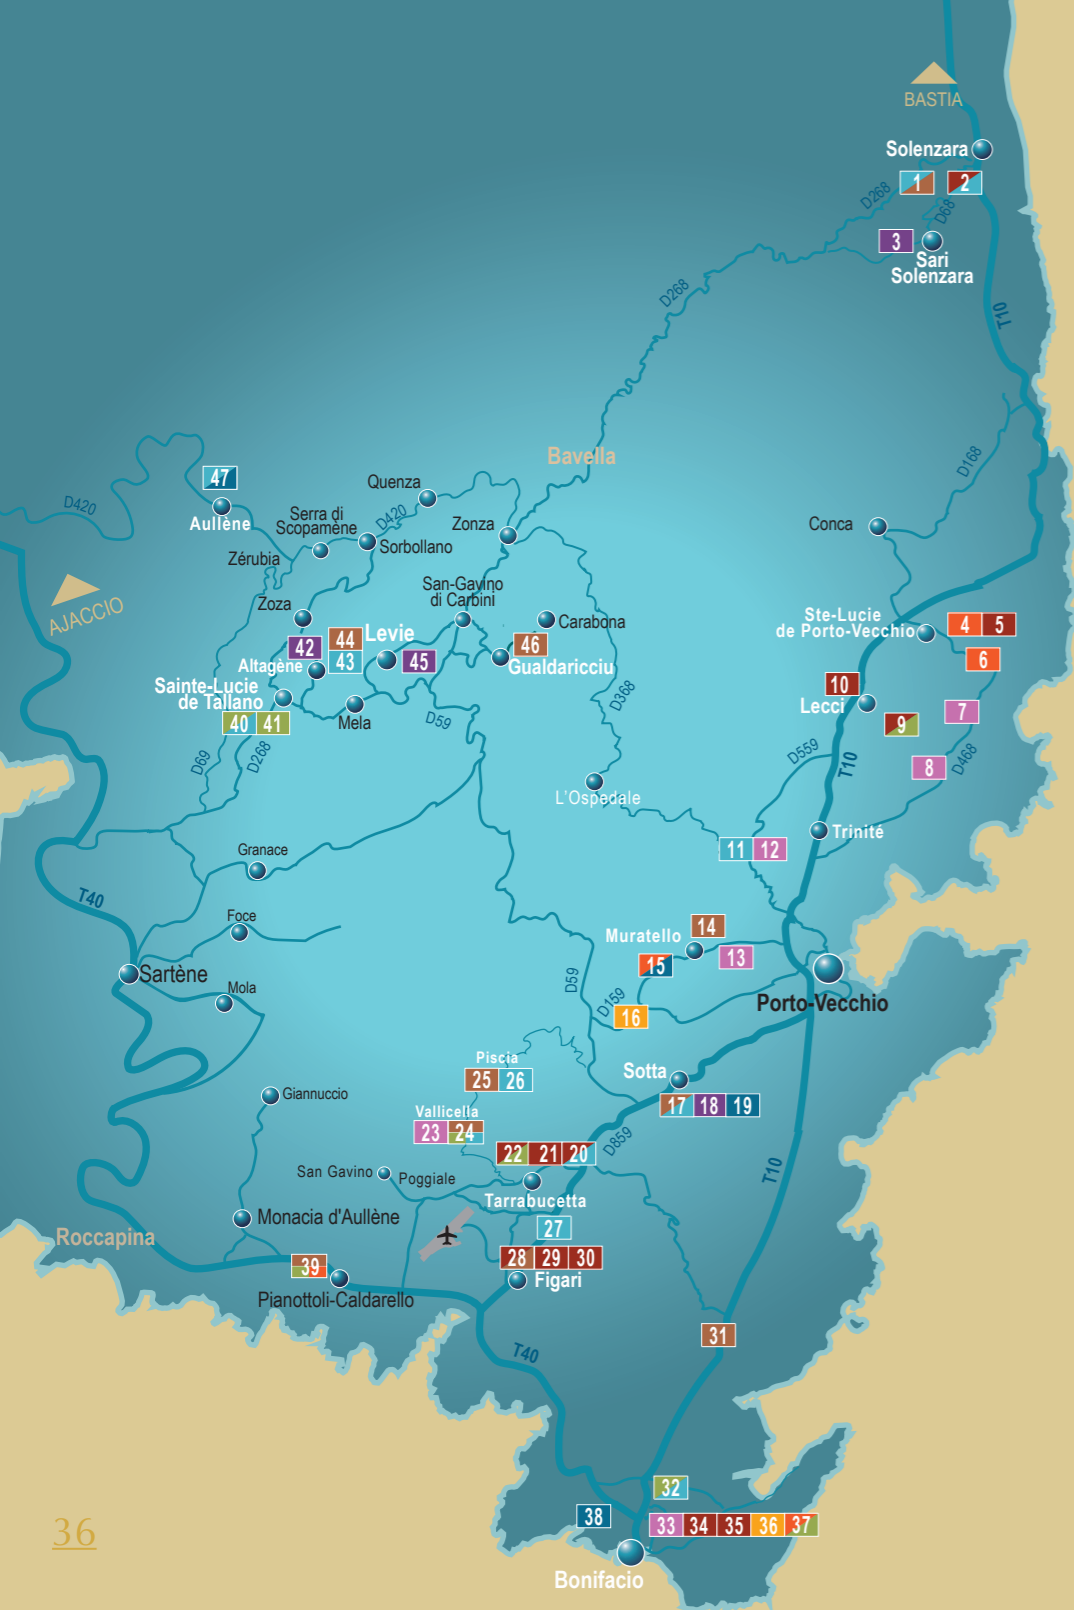 BASTIA
Solenzara
1
2
D268
D68
3
Sari
Solenzara
D268
T10
Bavella
D168
47
Quenza
D420
Aullène
Serra di
Scopamène
D420
Zonza
Conca
Zérubia
Sorbollano
AJACCIO
San-Gavino
di Carbini
Zoza
Carabona
Ste-Lucie
de Porto-Vecchio
4
5
6
42
44
43
Levie
45
46
Gualdaricciu
Altagène
Sainte-Lucie
de Tallano
40
41
Mela
D59
D368
10
Lecci
9
7
8
D468
D69
D268
D559
T10
L'Ospedale
Trinité
11
12
Granace
T40
Foce
Muratello
14
13
15
Sartène
Mola
D59
D159
16
Porto-Vecchio
Piscia
25
26
Sotta
17
18
19
Giannuccio
Vallicella
23
24
22
21
20
D859
San Gavino
Poggiale
Tarrabucetta
T10
Monacia d'Aullène
Roccapina
27
28
29
30
Figari
39
Pianottoli-Caldarello
31
T40
32
38
33
34
35
36
37
Bonifacio
36